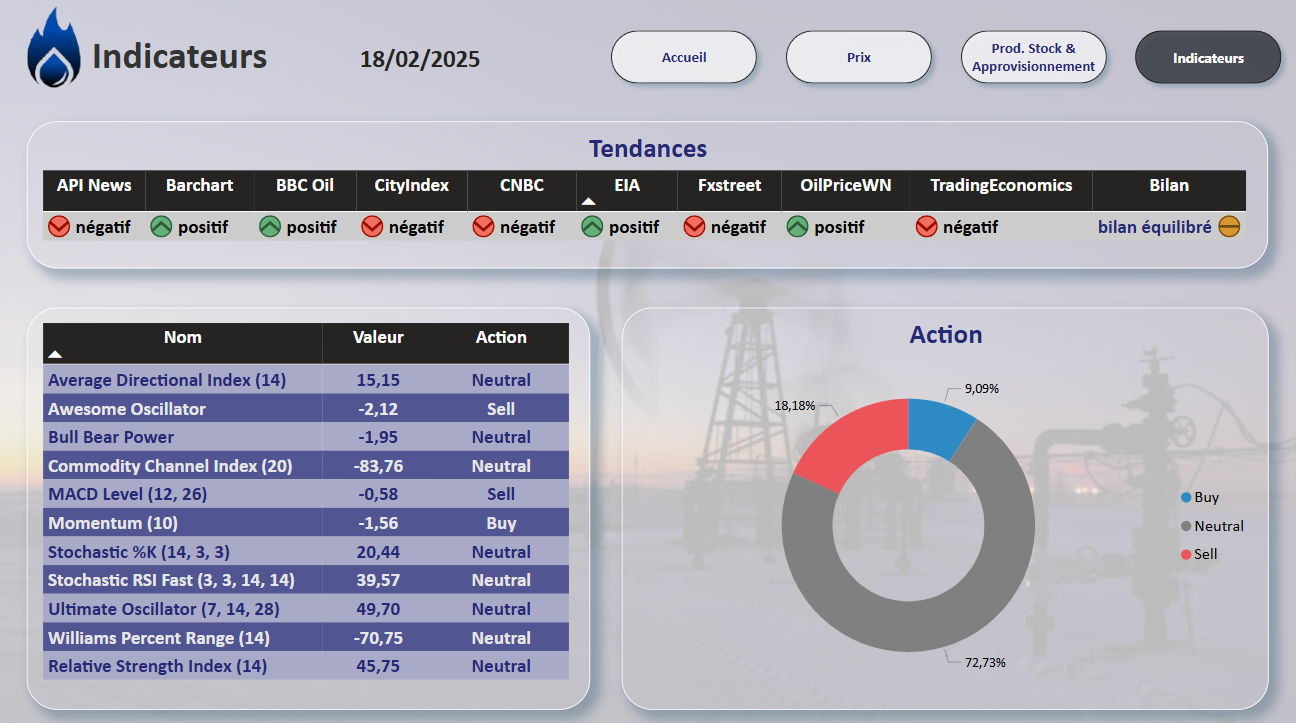 Indicateurs
18/02/2025
Accueil
Prix
Prod. Stock &
Approvisionnement
Indicateurs
Tendances
API News Barchart BBC Oil CityIndex CNBC EIA Fxstreet OilPriceWN TradingEconomics Bilan
négatif positif positif négatif négatif positif négatif positif négatif bilan équilibré
Nom Valeur Action
Average Directional Index (14) 15,15 Neutral
Awesome Oscillator -2,12 Sell
Bull Bear Power -1,95 Neutral
Commodity Channel Index (20) -83,76 Neutral
MACD Level (12, 26) -0,58 Sell
Momentum (10) -1,56 Buy
Stochastic %K (14, 3, 3) 20,44 Neutral
Stochastic RSI Fast (3, 3, 14, 14) 39,57 Neutral
Ultimate Oscillator (7, 14, 28) 49,70 Neutral
Williams Percent Range (14) -70,75 Neutral
Relative Strength Index (14) 45,75 Neutral
Action
9,09%
18,18%
72,73%
Buy
Neutral
Sell